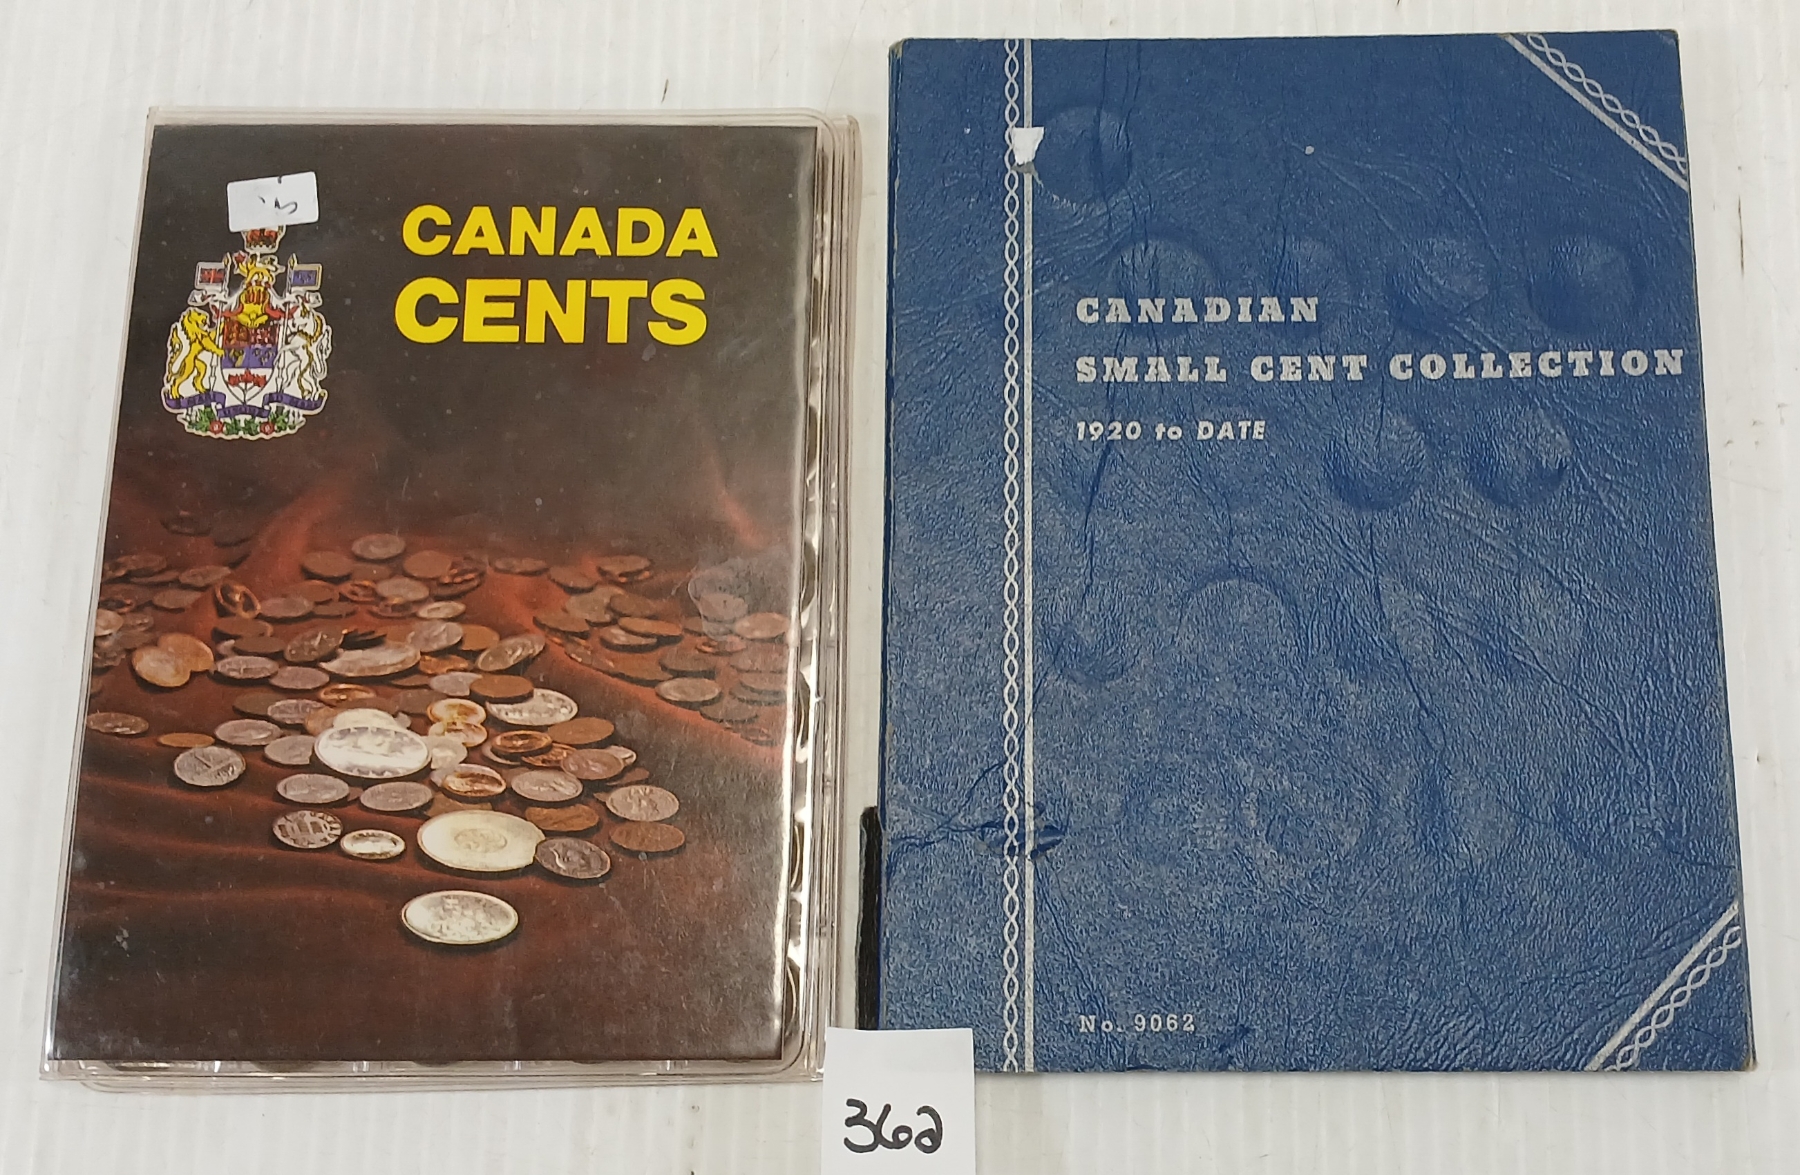 CANADA
CENTS
CANADIAN
SMALL CENT COLLECTION
1920 to DATE
No. 9062
362